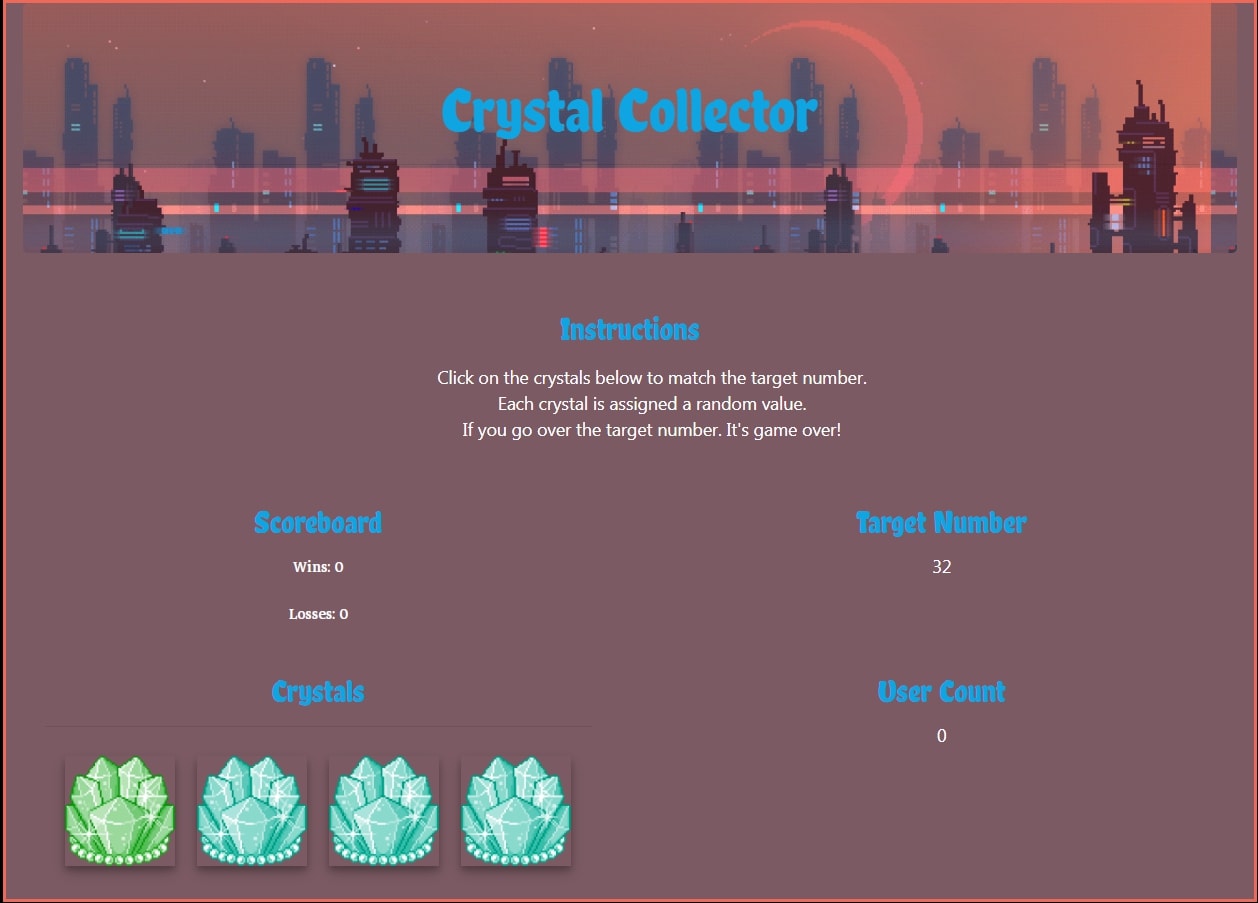 Crystal Collector
Instructions
Click on the crystals below to match the target number.
Each crystal is assigned a random value.
If you go over the target number. It's game over!
Scoreboard
Wins: 0
Losses: 0
Target Number
32
Crystals
User Count
0